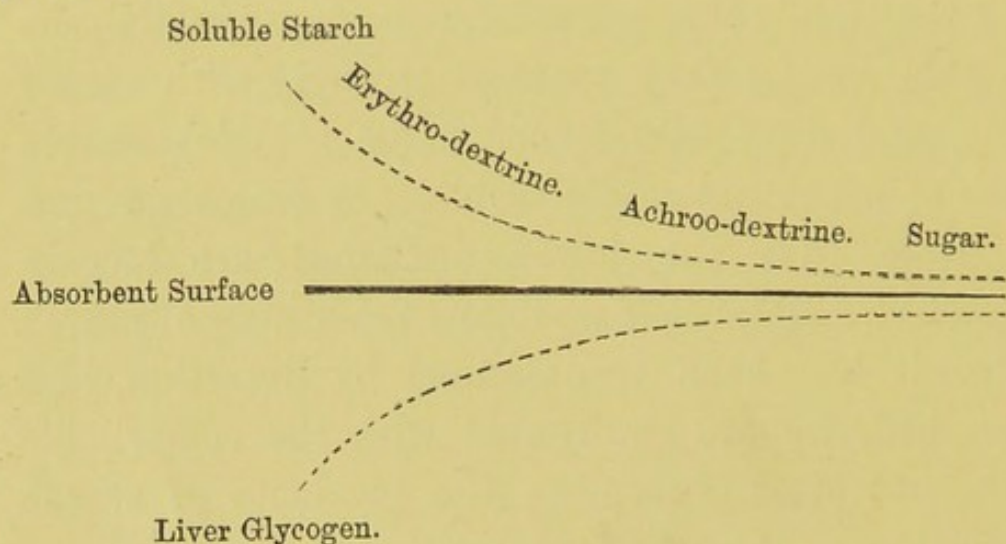 Soluble Starch
Erythro-dextrine.
Achroo-dextrine.
Sugar.
Absorbent Surface
Liver Glycogen.